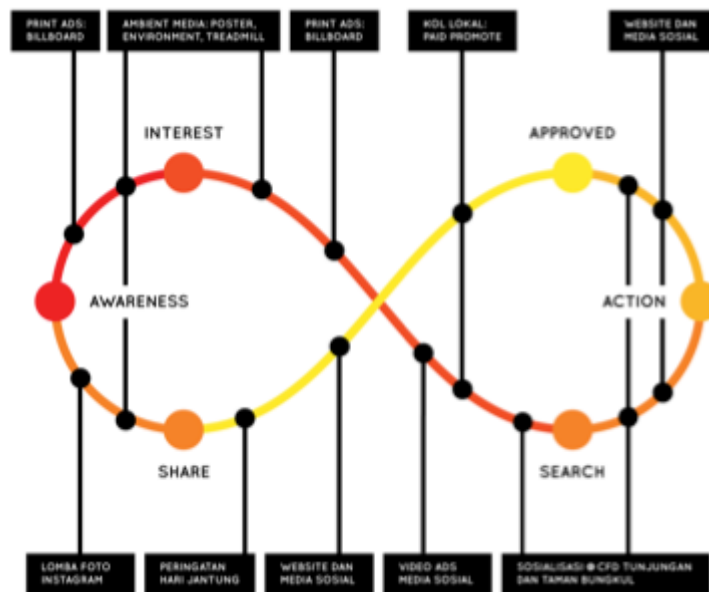 PRINT ADS:
BILLBOARD
AMBIENT MEDIA: POSTER,
ENVIRONMENT, TREADMILL
PRINT ADS:
BILLBOARD
KOL LOKAL:
PAID PROMOTE
WEBSITE DAN
MEDIA SOSIAL
INTEREST
APPROVED
AWARENESS
ACTION
SHARE
SEARCH
LOMBA FOTO
INSTAGRAM
PERINGATAN
HARI JANTUNG
WEBSITE DAN
MEDIA SOSIAL
VIDEO ADS
MEDIA SOSIAL
SOSIALISASI @CFD TUNJUNGAN
DAN TAMAN BUNGKUL